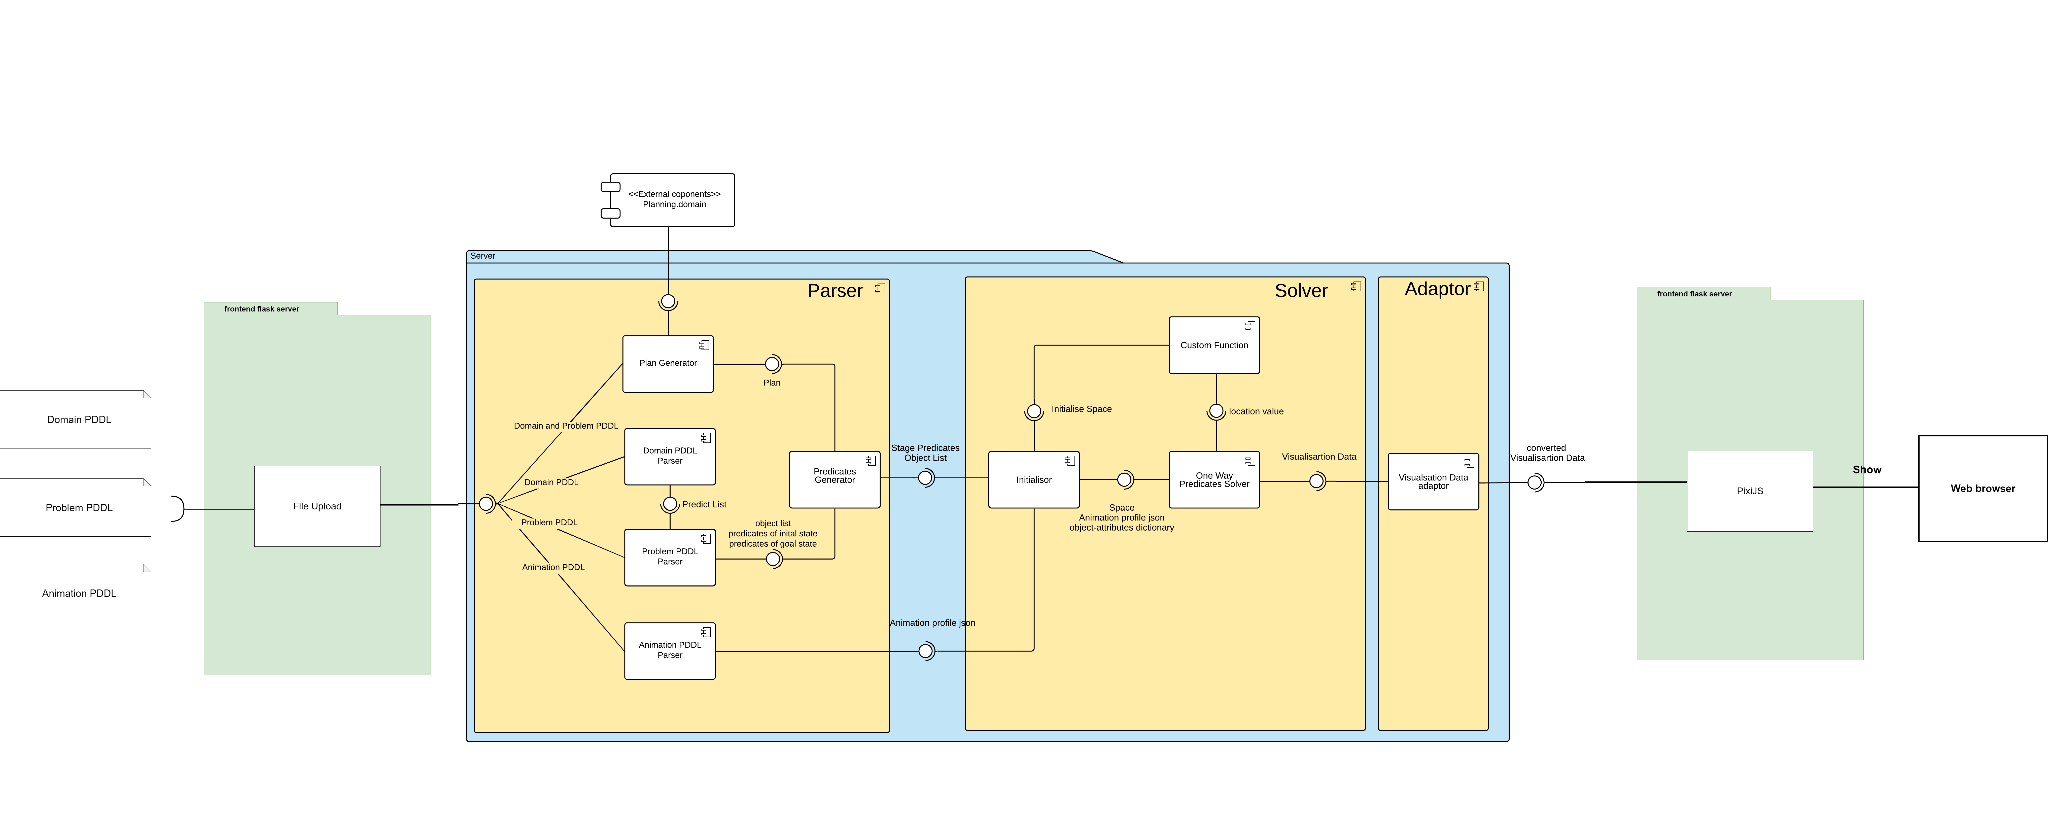 <<External coponents>>
Planning.domain
Server
Parser
Solver
Adaptor
frontend flask server
frontend flask server
Domain PDDL
Problem PDDL
Animation PDDL
File Upload
Plan Generator
Plan
Domain and Problem PDDL
Domain PDDL
Parser
Domain PDDL
Predict List
Problem PDDL
Problem PDDL
Parser
object list
predicates of inital state
predicates of goal state
Animation PDDL
Animation PDDL
Parser
Predicates
Generator
Stage Predicates
Object List
Animation profile json
Custom Function
Initialise Space
location value
Initialisor
Space
Animation profile json
object-attributes dictionary
One Way
Predicates Solver
Visualisartion Data
Visualsation Data
adaptor
converted
Visualisartion Data
PixiJS
Show
Web browser